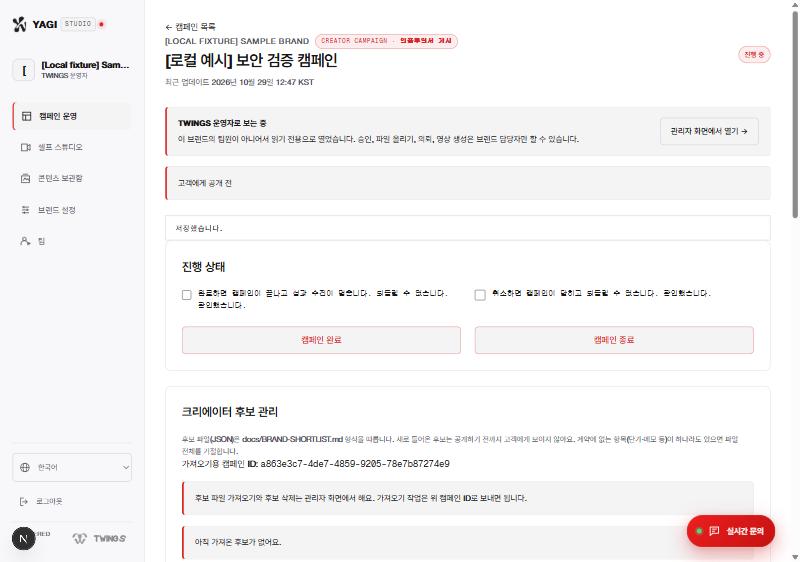 YAGI STUDIO
[ [Local fixture] Sam...
TWINGS 운영자
캠페인 운영
셀프 스튜디오
콘텐츠 보관함
브랜드 설정
팀
한국어
로그아웃
N RED TWINGS
← 캠페인 목록
[LOCAL FIXTURE] SAMPLE BRAND CREATOR CAMPAIGN · 인플루언서 게시
[로컬 예시] 보안 검증 캠페인
진행 중
최근 업데이트 2026년 10월 29일 12:47 KST
TWINGS 운영자로 보는 중
이 브랜드의 팀원이 아니어서 읽기 전용으로 열었습니다. 승인, 파일 올리기, 의뢰, 영상 생성은 브랜드 담당자만 할 수 있습니다.
관리자 화면에서 열기 →
고객에게 공개 전
저장했습니다.
진행 상태
완료하면 캠페인이 끝나고 성과 수집이 멈춥니다. 되돌릴 수 없습니다.
확인했습니다.
취소하면 캠페인이 닫히고 되돌릴 수 없습니다. 확인했습니다.
캠페인 완료
캠페인 종료
크리에이터 후보 관리
후보 파일(JSON)은 docs/BRAND-SHORTLIST.md 형식을 따릅니다. 새로 들어온 후보는 공개하기 전까지 고객에게 보이지 않아요. 계약에 없는 항목(단가·메모 등)이 하나라도 있으면 파일
전체를 거절합니다.
가져오기용 캠페인 ID: a863e3c7-4de7-4859-9205-78e7b87274e9
후보 파일 가져오기와 후보 삭제는 관리자 화면에서 해요. 가져오기 작업은 위 캠페인 ID로 보내면 됩니다.
아직 가져온 후보가 없어요.
실시간 문의